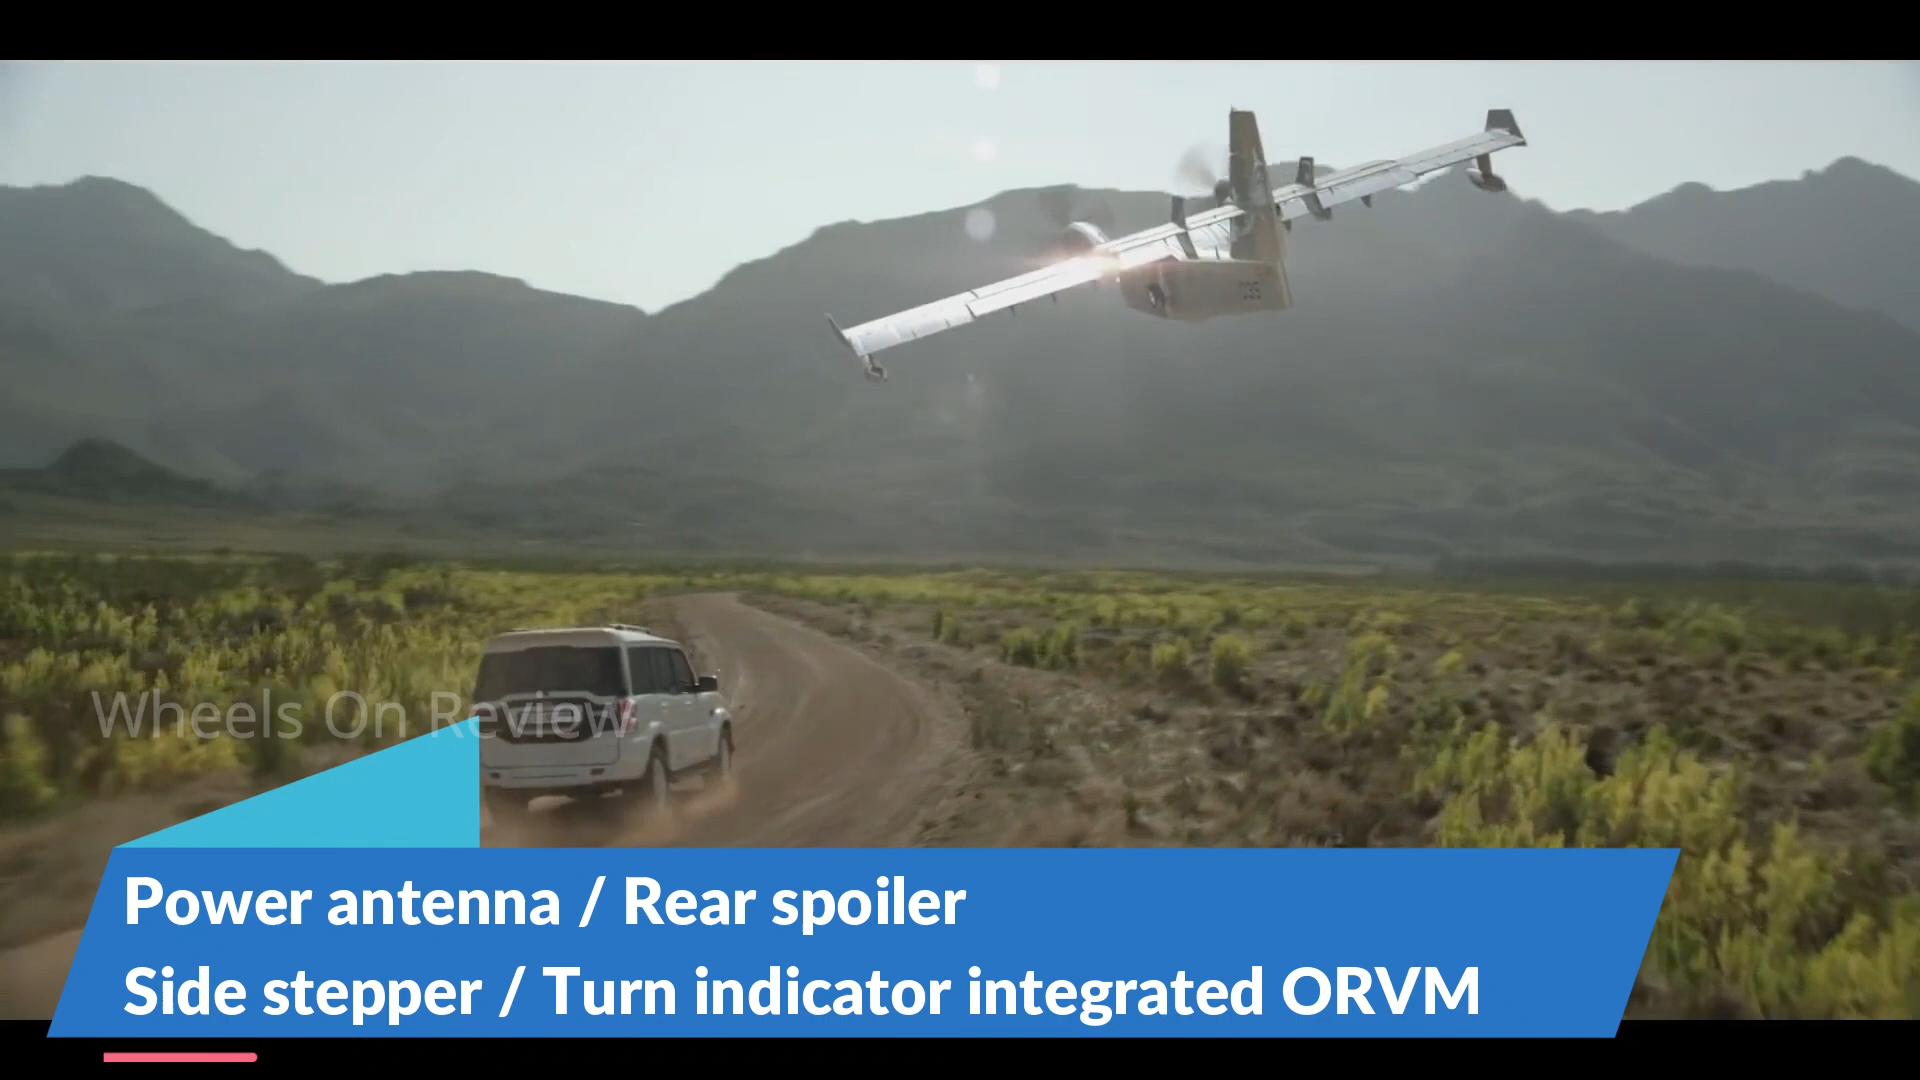 Wheels On Review
Power antenna / Rear spoiler
Side stepper / Turn indicator integrated ORVM